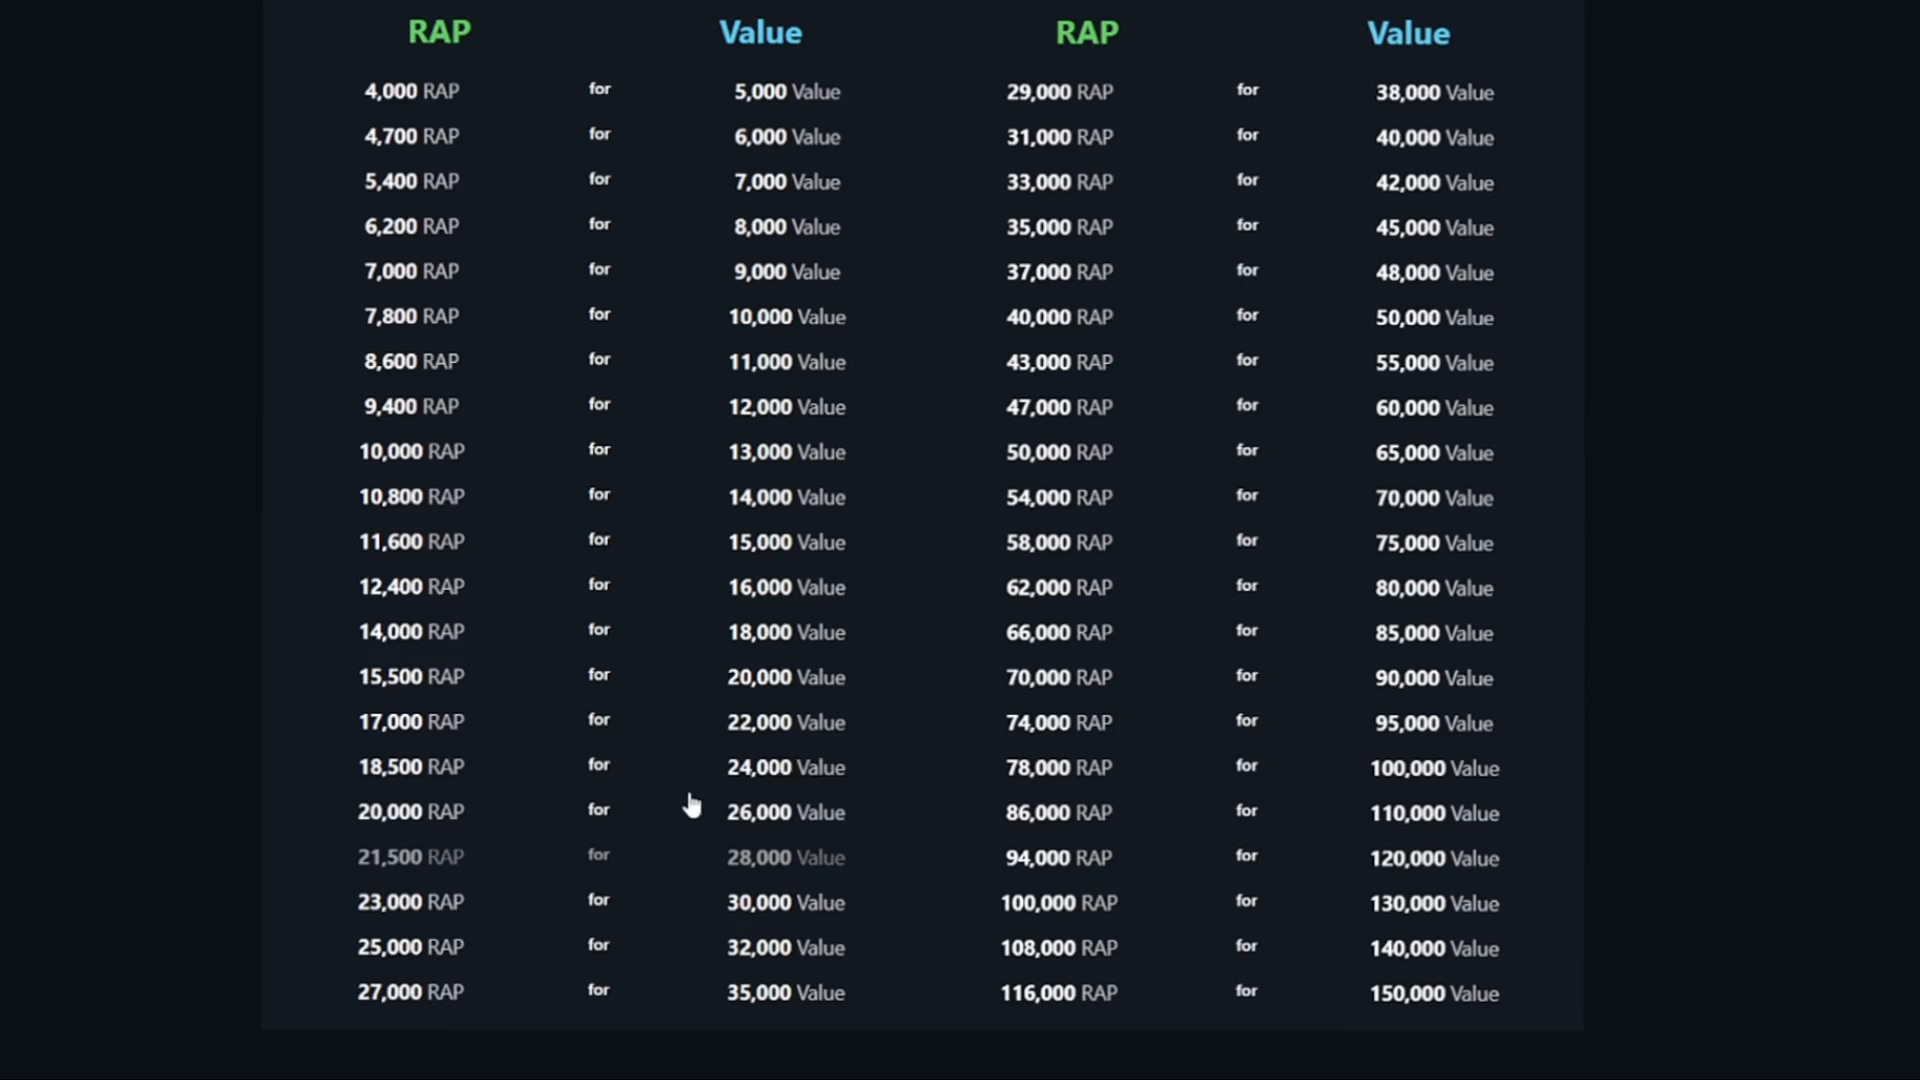 RAP Value RAP Value
4,000 RAP for 5,000 Value 29,000 RAP for 38,000 Value
4,700 RAP for 6,000 Value 31,000 RAP for 40,000 Value
5,400 RAP for 7,000 Value 33,000 RAP for 42,000 Value
6,200 RAP for 8,000 Value 35,000 RAP for 45,000 Value
7,000 RAP for 9,000 Value 37,000 RAP for 48,000 Value
7,800 RAP for 10,000 Value 40,000 RAP for 50,000 Value
8,600 RAP for 11,000 Value 43,000 RAP for 55,000 Value
9,400 RAP for 12,000 Value 47,000 RAP for 60,000 Value
10,000 RAP for 13,000 Value 50,000 RAP for 65,000 Value
10,800 RAP for 14,000 Value 54,000 RAP for 70,000 Value
11,600 RAP for 15,000 Value 58,000 RAP for 75,000 Value
12,400 RAP for 16,000 Value 62,000 RAP for 80,000 Value
14,000 RAP for 18,000 Value 66,000 RAP for 85,000 Value
15,500 RAP for 20,000 Value 70,000 RAP for 90,000 Value
17,000 RAP for 22,000 Value 74,000 RAP for 95,000 Value
18,500 RAP for 24,000 Value 78,000 RAP for 100,000 Value
20,000 RAP for 26,000 Value 86,000 RAP for 110,000 Value
21,500 RAP for 28,000 Value 94,000 RAP for 120,000 Value
23,000 RAP for 30,000 Value 100,000 RAP for 130,000 Value
25,000 RAP for 32,000 Value 108,000 RAP for 140,000 Value
27,000 RAP for 35,000 Value 116,000 RAP for 150,000 Value